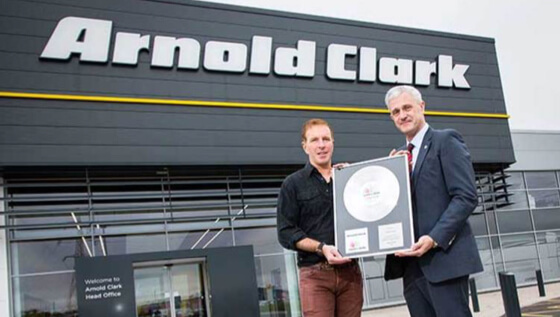 Arnold Clark
Welcome to
Arnold Clark
Head Office